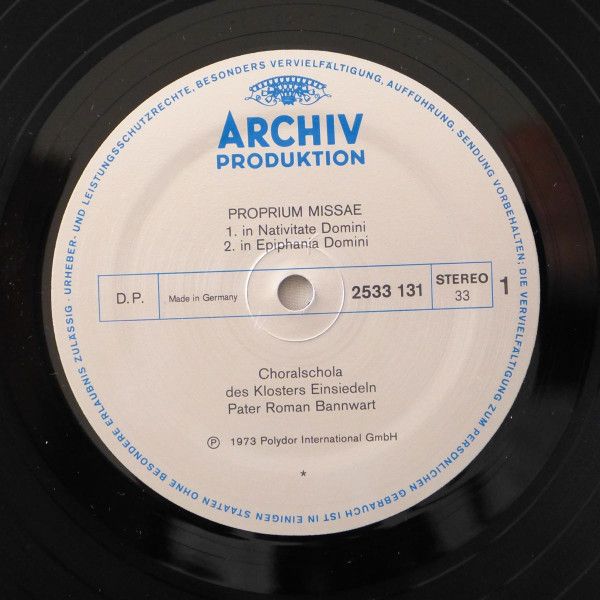 URHEBER- UND LEISTUNGSSCHUTZRECHTE, BESONDERS VERVIELFÄLTIGUNG, AUFFÜHRUNG, SENDUNG VORBEHALTEN; DIE VERVIELFÄLTIGUNG ZUM PERSÖNLICHEN GEBRAUCH IST IN EINIGEN STAATEN OHNE BESONDERE ERLAUBNIS ZULÄSSIG ·
ARCHIV
PRODUKTION
PROPRIUM MISSAE
1. in Nativitate Domini
2. in Epiphania Domini
D.P. Made in Germany 2533 131 STEREO 33 1
Choralschola
des Klosters Einsiedeln
Pater Roman Bannwart
Ⓟ 1973 Polydor International GmbH
*